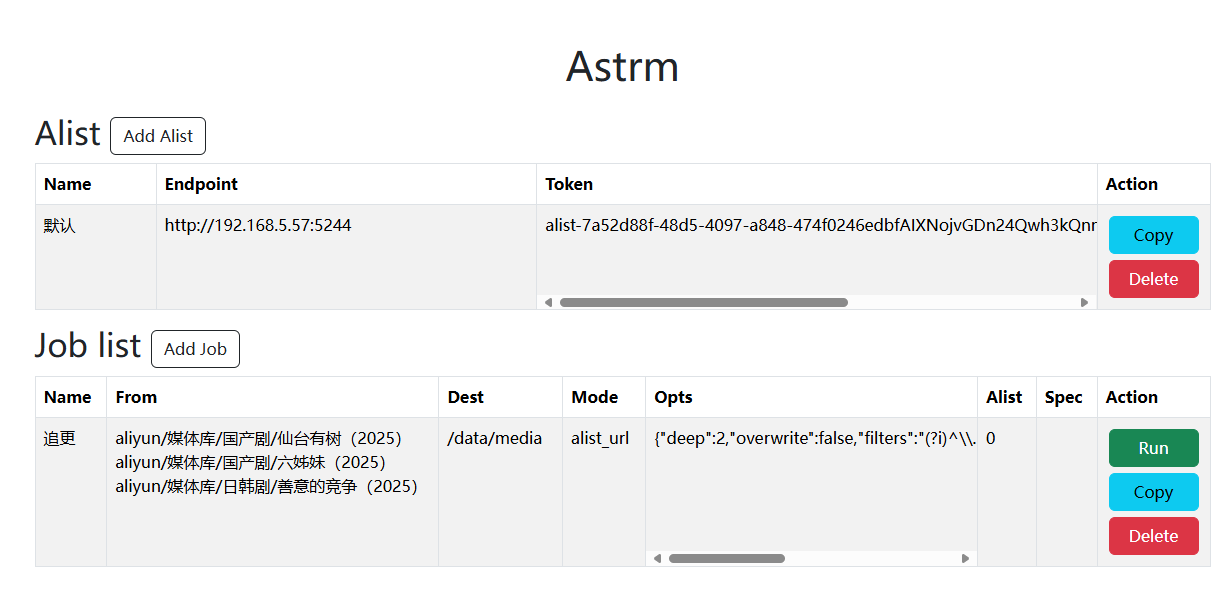 Astrm
Alist Add Alist
Name Endpoint Token Action
默认 http://192.168.5.57:5244 alist-7a52d88f-48d5-4097-a848-474f0246edbfAIXNojvGDn24Qwh3kQnr Copy
Delete
Job list Add Job
Name From Dest Mode Opts Alist Spec Action
追更 aliyun/媒体库/国产剧/仙台有树（2025） /data/media alist_url {"deep":2,"overwrite":false,"filters":"(?i)^\\. 0 Run
aliyun/媒体库/国产剧/六姊妹（2025）
aliyun/媒体库/日韩剧/善意的竞争（2025） Copy
Delete